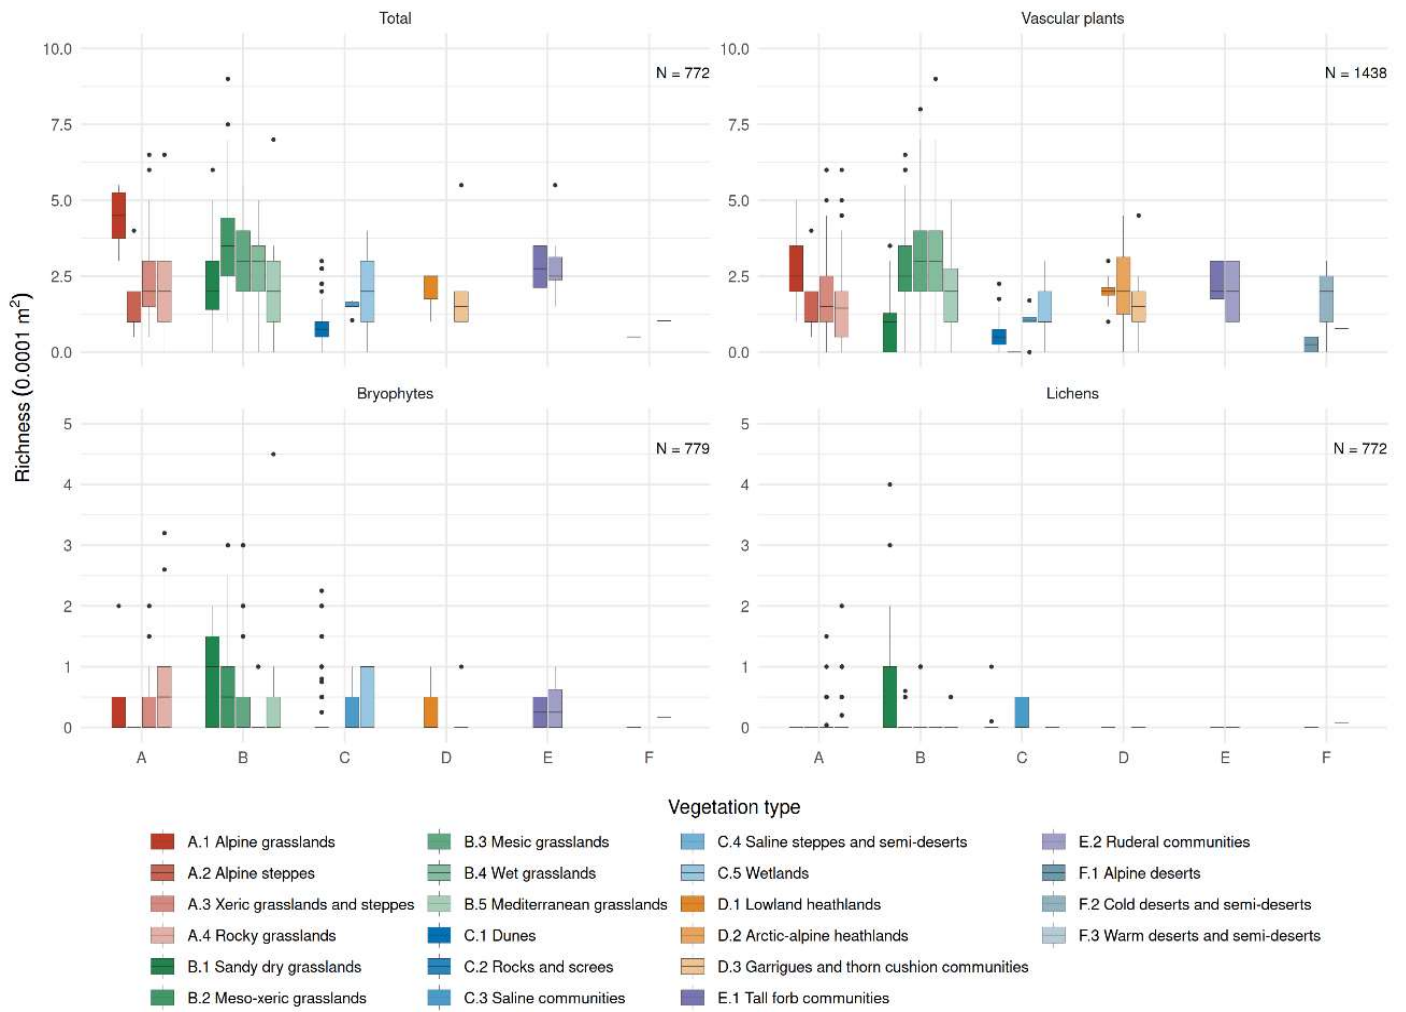 Total
Vascular plants
10.0
7.5
5.0
2.5
0.0
N = 772
10.0
7.5
5.0
2.5
0.0
N = 1438
Richness (0.0001 m²)
Bryophytes
Lichens
5
4
3
2
1
0
N = 779
5
4
3
2
1
0
N = 772
A B C D E F
A B C D E F
Vegetation type
A.1 Alpine grasslands
A.2 Alpine steppes
A.3 Xeric grasslands and steppes
A.4 Rocky grasslands
B.1 Sandy dry grasslands
B.2 Meso-xeric grasslands
B.3 Mesic grasslands
B.4 Wet grasslands
B.5 Mediterranean grasslands
C.1 Dunes
C.2 Rocks and screes
C.3 Saline communities
C.4 Saline steppes and semi-deserts
C.5 Wetlands
D.1 Lowland heathlands
D.2 Arctic-alpine heathlands
D.3 Garrigues and thorn cushion communities
E.1 Tall forb communities
E.2 Ruderal communities
F.1 Alpine deserts
F.2 Cold deserts and semi-deserts
F.3 Warm deserts and semi-deserts